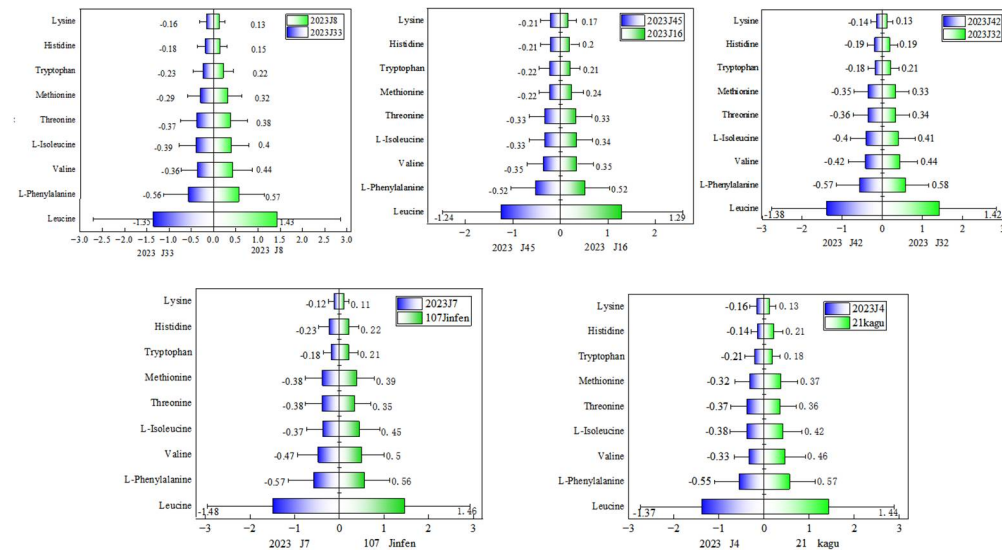 2023J8
2023J33
Lysine -0.16 0.13
Histidine -0.18 0.15
Tryptophan -0.23 0.22
Methionine -0.29 0.32
Threonine -0.37 0.38
L-Isoleucine -0.39 0.4
Valine -0.36 0.44
L-Phenylalanine -0.56 0.57
Leucine -1.35 1.43
-3.0 -2.5 -2.0 -1.5 -1.0 -0.5 0.0 0.5 1.0 1.5 2.0 2.5 3.0
2023 J33 2023 J8
2023J45
2023J16
Lysine -0.21 0.17
Histidine -0.21 0.2
Tryptophan -0.22 0.21
Methionine -0.22 0.24
Threonine -0.33 0.33
L-Isoleucine -0.33 0.34
Valine -0.35 0.35
L-Phenylalanine -0.52 0.52
Leucine -1.24 1.29
-2 -1 0 1 2
2023 J45 2023 J16
2023J42
2023J32
Lysine -0.14 0.13
Histidine -0.19 0.19
Tryptophan -0.18 0.21
Methionine -0.35 0.33
Threonine -0.36 0.34
L-Isoleucine -0.4 0.41
Valine -0.42 0.44
L-Phenylalanine -0.57 0.58
Leucine -1.38 1.42
-3 -2 -1 0 1 2 3
2023 J42 2023 J32
2023J7
107Jinfen
Lysine -0.12 0.11
Histidine -0.23 0.22
Tryptophan -0.18 0.21
Methionine -0.38 0.39
Threonine -0.38 0.35
L-Isoleucine -0.37 0.45
Valine -0.47 0.5
L-Phenylalanine -0.57 0.56
Leucine -1.48 1.46
-3 -2 -1 0 1 2 3
2023 J7 107 Jinfen
2023J4
21kagu
Lysine -0.16 0.13
Histidine -0.14 0.21
Tryptophan -0.21 0.18
Methionine -0.32 0.37
Threonine -0.37 0.36
L-Isoleucine -0.38 0.42
Valine -0.33 0.46
L-Phenylalanine -0.55 0.57
Leucine -1.37 1.44
-3 -2 -1 0 1 2 3
2023 J4 21 kagu